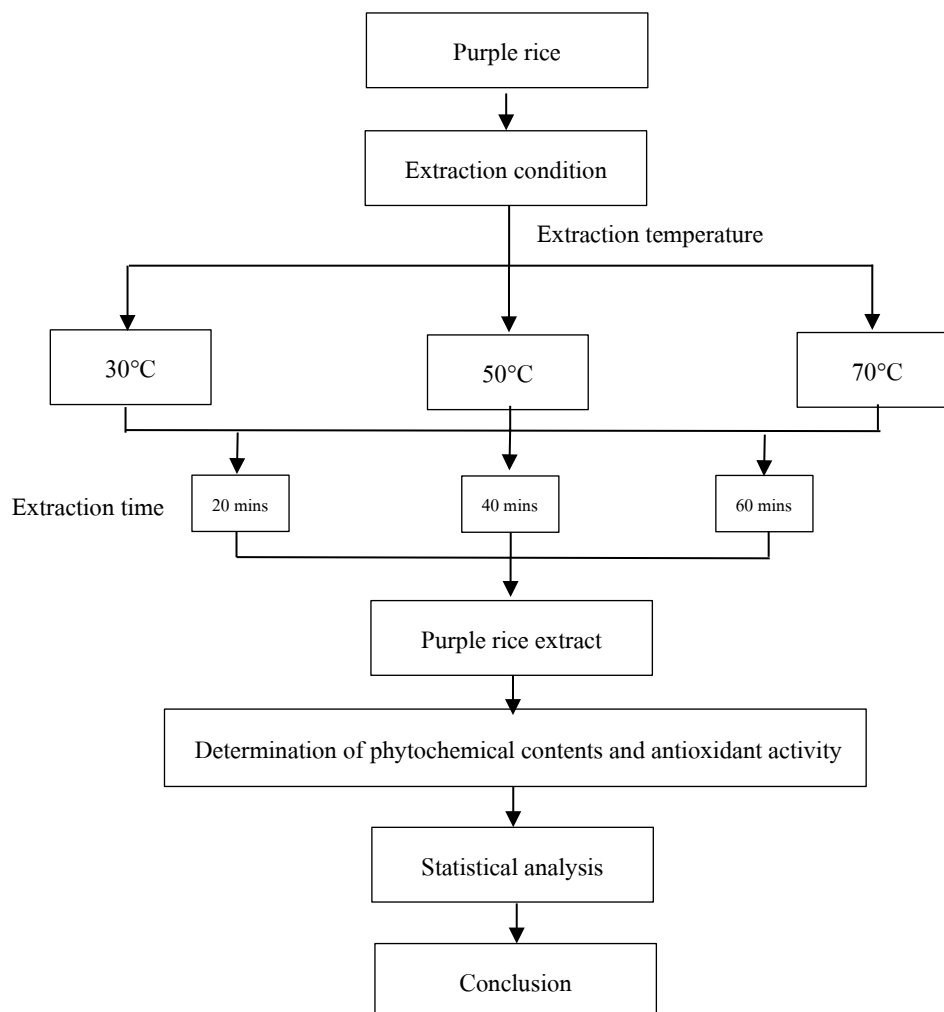 Purple rice
Extraction condition
Extraction temperature
30°C
50°C
70°C
Extraction time
20 mins
40 mins
60 mins
Purple rice extract
Determination of phytochemical contents and antioxidant activity
Statistical analysis
Conclusion